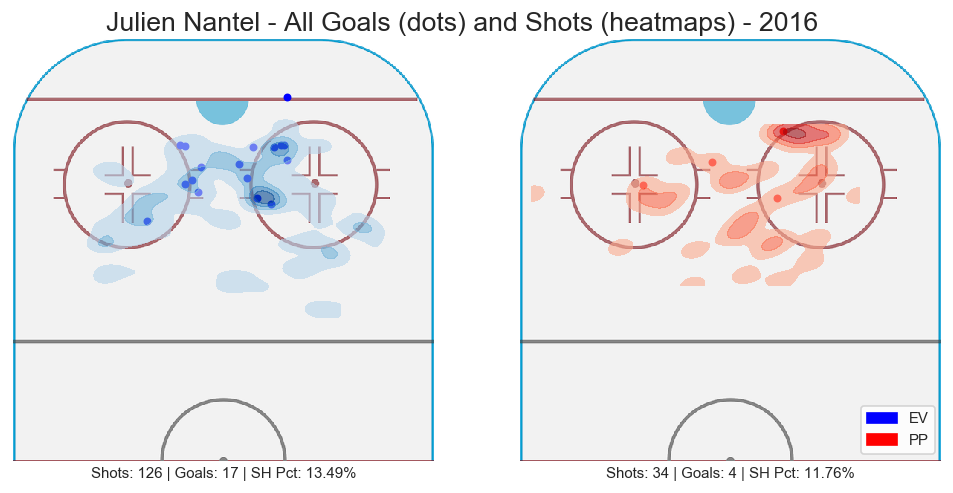 Julien Nantel - All Goals (dots) and Shots (heatmaps) - 2016
EV
PP
Shots: 126 | Goals: 17 | SH Pct: 13.49%
Shots: 34 | Goals: 4 | SH Pct: 11.76%